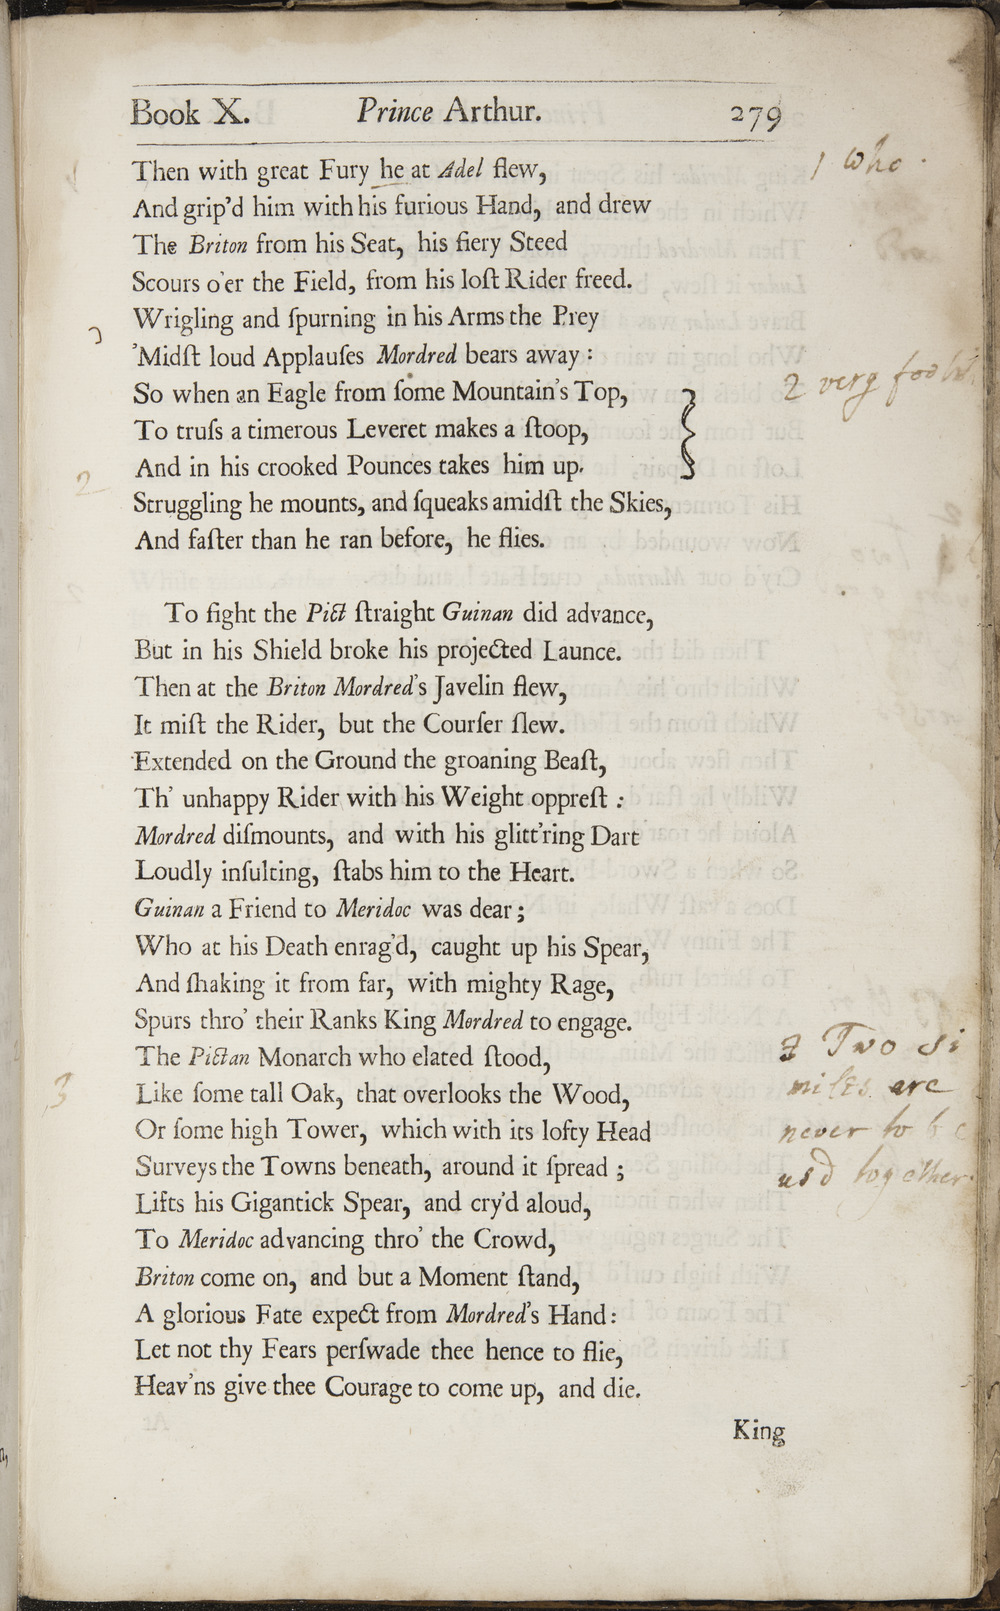 Book X. Prince Arthur. 279
Then with great Fury he at Adel flew,
1 who
And grip'd him with his furious Hand, and drew
The Briton from his Seat, his fiery Steed
Scours o'er the Field, from his loſt Rider freed.
Wrigling and ſpurning in his Arms the Prey
'Midſt loud Applauſes Mordred bears away:
So when an Eagle from ſome Mountain's Top,
2 very
To truſs a timerous Leveret makes a ſtoop,
And in his crooked Pounces takes him up.
2
Struggling he mounts, and ſqueaks amidſt the Skies,
And faſter than he ran before, he flies.
To fight the Pict ſtraight Guinan did advance,
But in his Shield broke his projected Launce.
Then at the Briton Mordred's Javelin flew,
It miſt the Rider, but the Courſer ſlew.
Extended on the Ground the groaning Beaſt,
Th' unhappy Rider with his Weight oppreſt :
Mordred diſmounts, and with his glitt'ring Dart
Loudly inſulting, ſtabs him to the Heart.
Guinan a Friend to Meridoc was dear;
Who at his Death enrag'd, caught up his Spear,
And ſhaking it from far, with mighty Rage,
Spurs thro' their Ranks King Mordred to engage.
The Pictan Monarch who elated ſtood,
3 Two si
miles are
never to be
us'd together
3
Like ſome tall Oak, that overlooks the Wood,
Or ſome high Tower, which with its lofty Head
Surveys the Towns beneath, around it ſpread ;
Lifts his Gigantick Spear, and cry'd aloud,
To Meridoc advancing thro' the Crowd,
Briton come on, and but a Moment ſtand,
A glorious Fate expect from Mordred's Hand:
Let not thy Fears perſwade thee hence to flie,
Heav'ns give thee Courage to come up, and die.
King